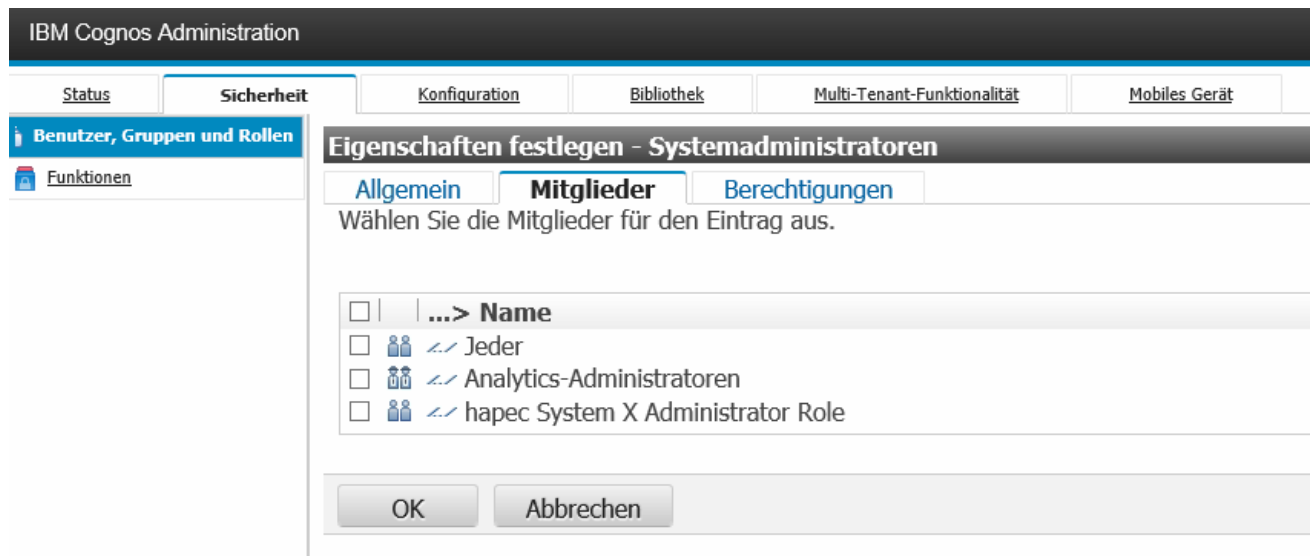 IBM Cognos Administration
Status Sicherheit Konfiguration Bibliothek Multi-Tenant-Funktionalität Mobiles Gerät
Benutzer, Gruppen und Rollen
Funktionen
Eigenschaften festlegen - Systemadministratoren
Allgemein Mitglieder Berechtigungen
Wählen Sie die Mitglieder für den Eintrag aus.
...> Name
Jeder
Analytics-Administratoren
hapec System X Administrator Role
OK Abbrechen